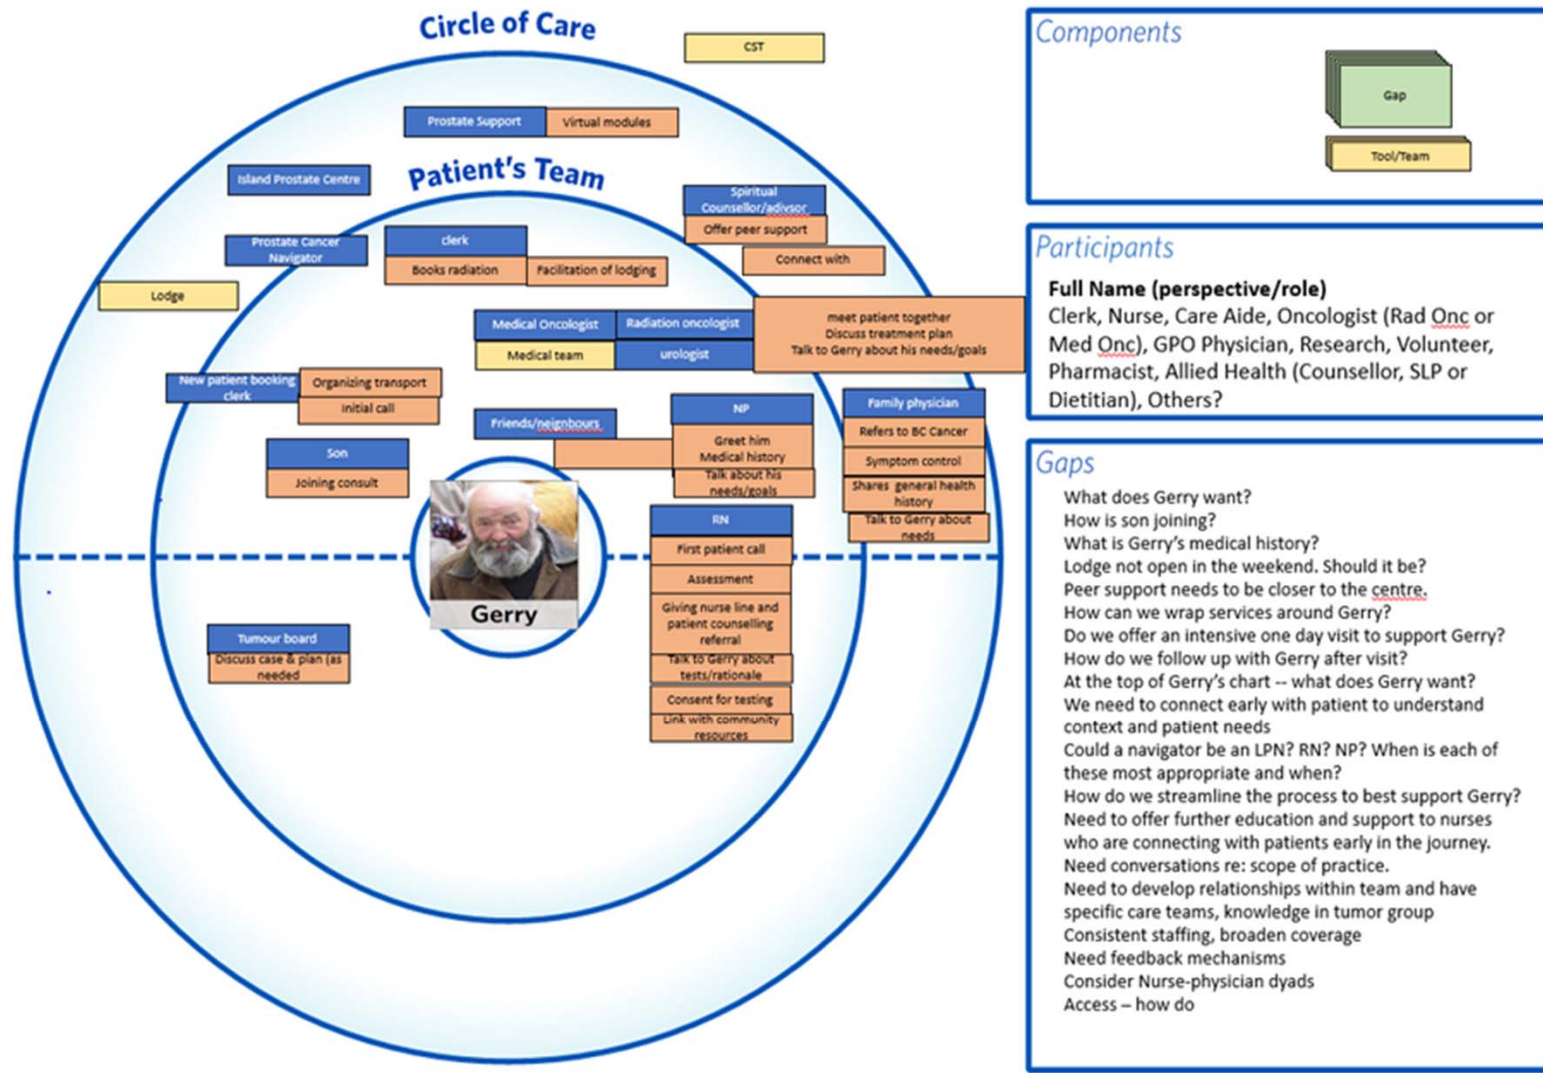 Circle of Care
CST
Prostate Support
Virtual modules
Island Prostate Centre
Patient's Team
Spiritual
Counsellor/adivsor
Offer peer support
Connect with
Prostate Cancer
Navigator
clerk
Books radiation
Facilitation of lodging
Lodge
Medical Oncologist
Radiation oncologist
Medical team
urologist
meet patient together
Discuss treatment plan
Talk to Gerry about his needs/goals
New patient booking
clerk
Organizing transport
Initial call
Son
Joining consult
Friends/neignbours
NP
Greet him
Medical history
Talk about his
needs/goals
Family physician
Refers to BC Cancer
Symptom control
Shares general health
history
Talk to Gerry about
needs
RN
First patient call
Assessment
Giving nurse line and
patient counselling
referral
Talk to Gerry about
tests/rationale
Consent for testing
Link with community
resources
Gerry
Tumour board
Discuss case & plan (as
needed
Components
Gap
Tool/Team
Participants
Full Name (perspective/role)
Clerk, Nurse, Care Aide, Oncologist (Rad Onc or
Med Onc), GPO Physician, Research, Volunteer,
Pharmacist, Allied Health (Counsellor, SLP or
Dietitian), Others?
Gaps
What does Gerry want?
How is son joining?
What is Gerry's medical history?
Lodge not open in the weekend. Should it be?
Peer support needs to be closer to the centre.
How can we wrap services around Gerry?
Do we offer an intensive one day visit to support Gerry?
How do we follow up with Gerry after visit?
At the top of Gerry's chart -- what does Gerry want?
We need to connect early with patient to understand
context and patient needs
Could a navigator be an LPN? RN? NP? When is each of
these most appropriate and when?
How do we streamline the process to best support Gerry?
Need to offer further education and support to nurses
who are connecting with patients early in the journey.
Need conversations re: scope of practice.
Need to develop relationships within team and have
specific care teams, knowledge in tumor group
Consistent staffing, broaden coverage
Need feedback mechanisms
Consider Nurse-physician dyads
Access – how do